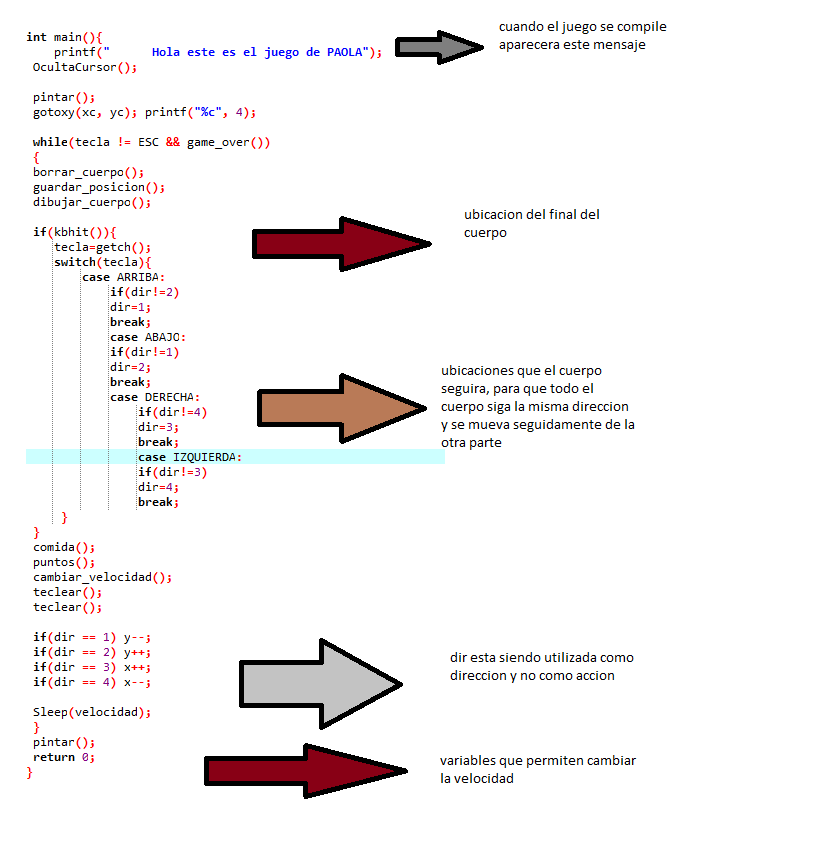 int main(){
printf("      Hola este es el juego de PAOLA");
OcultaCursor();
pintar();
gotoxy(xc, yc); printf("%c", 4);
while(tecla != ESC && game_over())
{
borrar_cuerpo();
guardar_posicion();
dibujar_cuerpo();
if(kbhit()){
tecla=getch();
switch(tecla){
case ARRIBA:
if(dir!=2)
dir=1;
break;
case ABAJO:
if(dir!=1)
dir=2;
break;
case DERECHA:
if(dir!=4)
dir=3;
break;
case IZQUIERDA:
if(dir!=3)
dir=4;
break;
}
}
comida();
puntos();
cambiar_velocidad();
teclear();
teclear();
if(dir == 1) y--;
if(dir == 2) y++;
if(dir == 3) x++;
if(dir == 4) x--;
Sleep(velocidad);
}
pintar();
return 0;
}
cuando el juego se compile
aparecera este mensaje
ubicacion del final del
cuerpo
ubicaciones que el cuerpo
seguira, para que todo el
cuerpo siga la misma direccion
y se mueva seguidamente de la
otra parte
dir esta siendo utilizada como
direccion y no como accion
variables que permiten cambiar
la velocidad